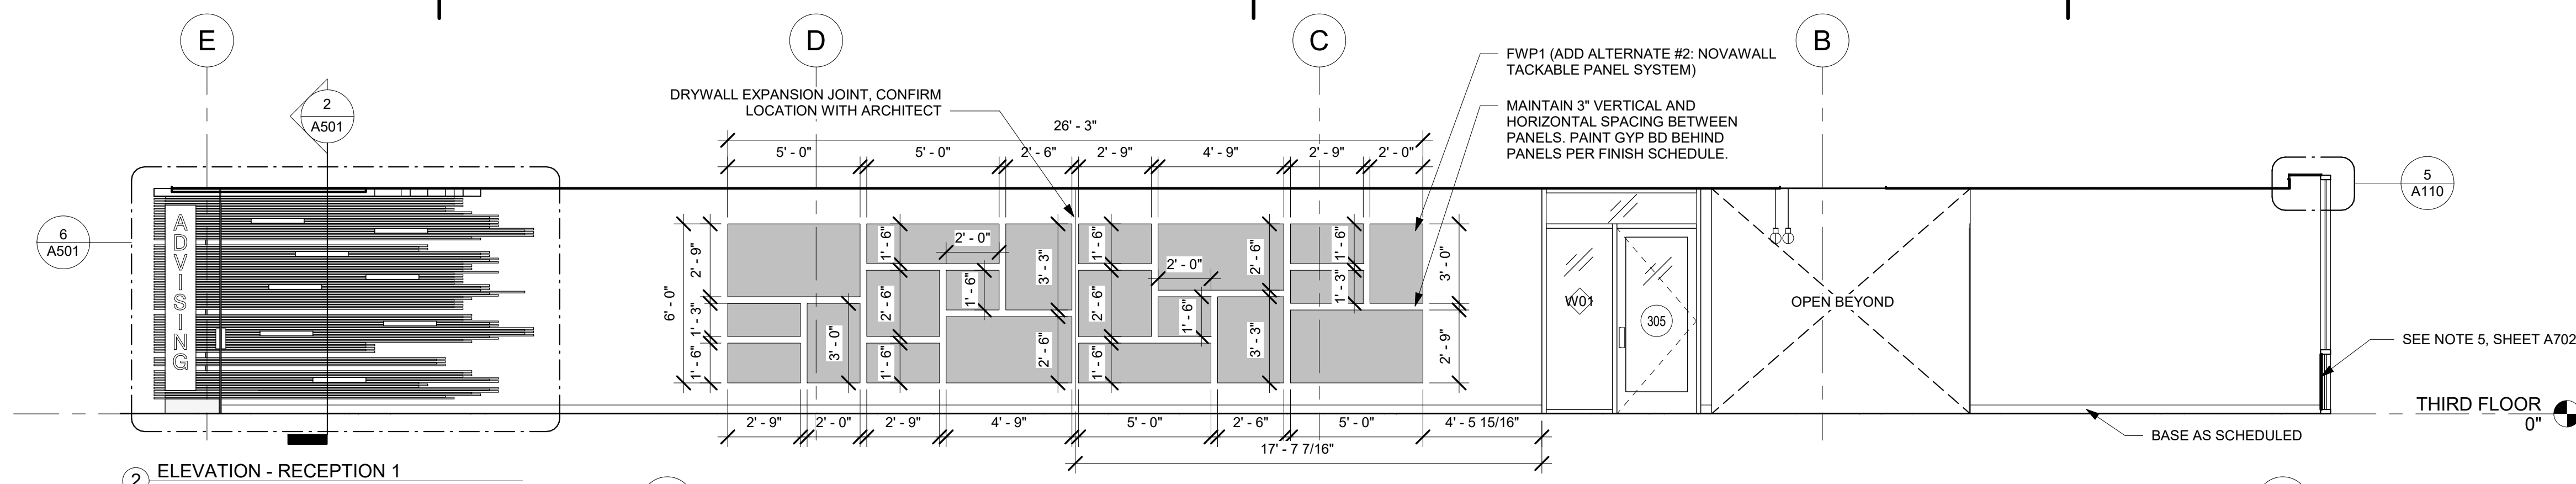 E
D
C
B
2
A501
6
A501
5
A110
DRYWALL EXPANSION JOINT, CONFIRM
LOCATION WITH ARCHITECT
FWP1 (ADD ALTERNATE #2: NOVAWALL
TACKABLE PANEL SYSTEM)
MAINTAIN 3" VERTICAL AND
HORIZONTAL SPACING BETWEEN
PANELS. PAINT GYP BD BEHIND
PANELS PER FINISH SCHEDULE.
26' - 3"
5' - 0"
5' - 0"
2' - 6"
2' - 9"
4' - 9"
2' - 9"
2' - 0"
ADVISING
6' - 0"
2' - 9"
1' - 3"
1' - 6"
3' - 0"
1' - 6"
2' - 6"
1' - 6"
2' - 0"
1' - 6"
3' - 3"
2' - 6"
1' - 6"
2' - 6"
1' - 6"
2' - 0"
1' - 6"
2' - 6"
3' - 3"
1' - 6"
1' - 3"
3' - 0"
2' - 9"
W01
305
OPEN BEYOND
SEE NOTE 5, SHEET A702
THIRD FLOOR
0"
BASE AS SCHEDULED
2' - 9"
2' - 0"
2' - 9"
4' - 9"
5' - 0"
2' - 6"
5' - 0"
4' - 5 15/16"
17' - 7 7/16"
2
ELEVATION - RECEPTION 1